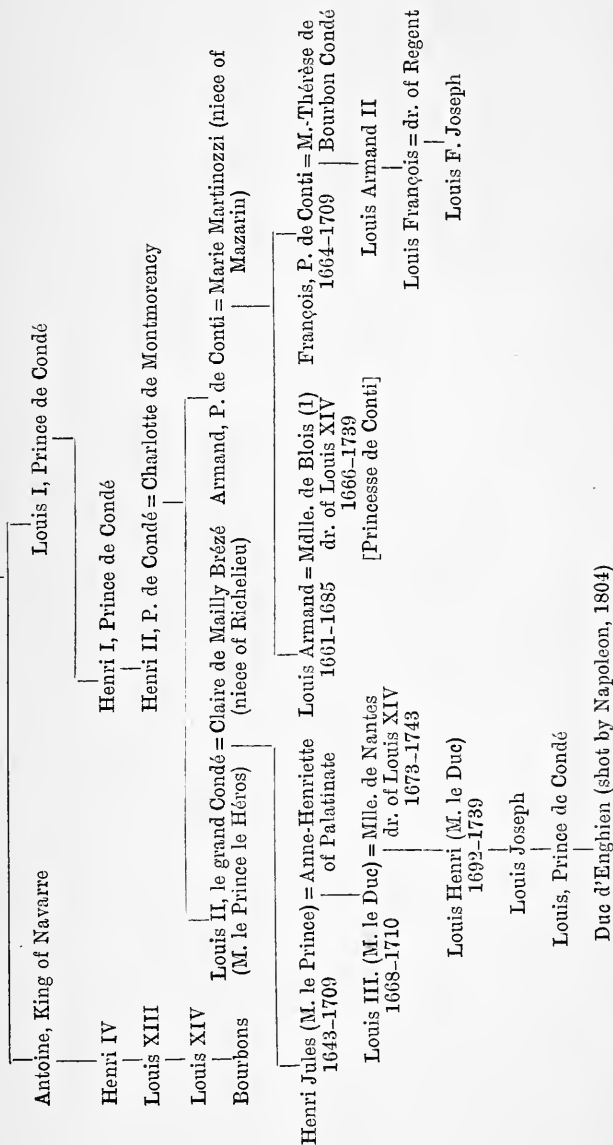 Antoine, King of Navarre
Louis I, Prince de Condé
Henri IV
Henri I, Prince de Condé
Louis XIII
Henri II, P. de Condé = Charlotte de Montmorency
Louis XIV
Bourbons
Louis II, le grand Condé = Claire de Mailly Brézé
(M. le Prince le Héros)
(niece of Richelieu)
Armand, P. de Conti = Marie Martinozzi (niece of
Mazarin)
Henri Jules (M. le Prince) = Anne-Henriette
1643–1709
of Palatinate
Louis Armand = Mdlle. de Blois (1)
1661–1685
dr. of Louis XIV
1666–1739
[Princesse de Conti]
François, P. de Conti = M.-Thérèse de
1664–1709
Bourbon Condé
Louis III. (M. le Duc) = Mlle. de Nantes
1668–1710
dr. of Louis XIV
1673–1743
Louis Armand II
Louis Henri (M. le Duc)
1692–1739
Louis François = dr. of Regent
Louis Joseph
Louis F. Joseph
Louis, Prince de Condé
Duc d'Enghien (shot by Napoleon, 1804)